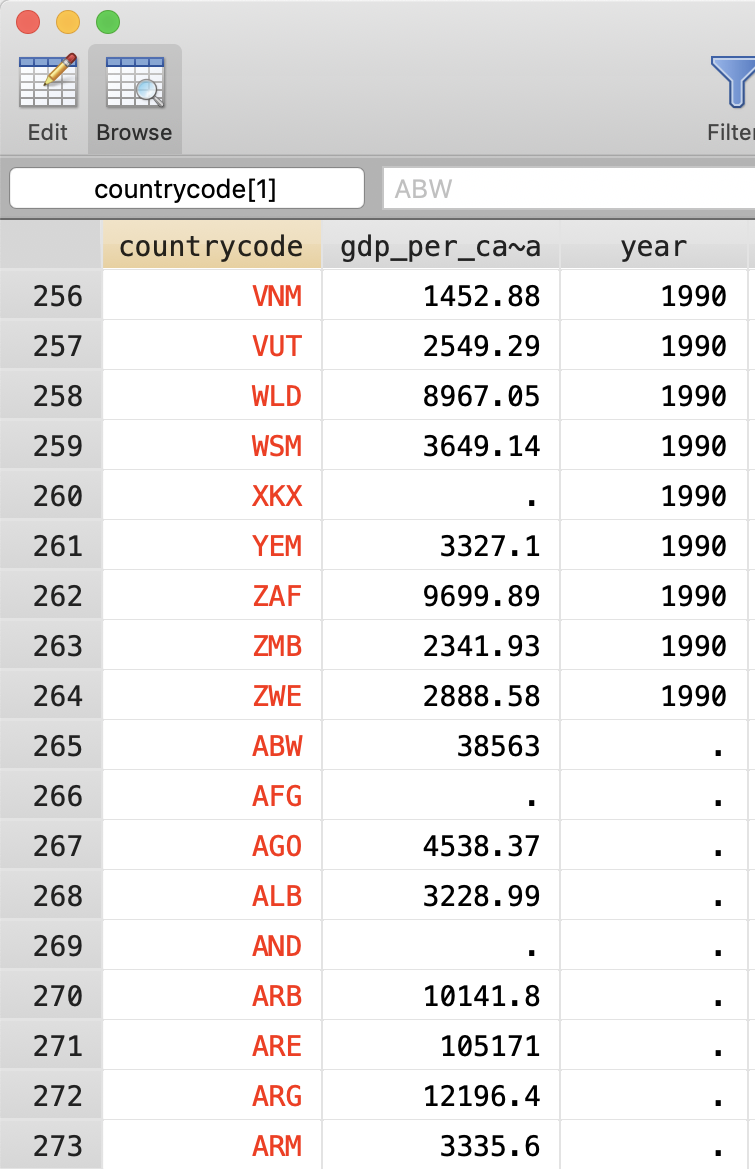 Edit Browse Filter
countrycode[1] ABW
countrycode gdp_per_ca~a year
256 VNM 1452.88 1990
257 VUT 2549.29 1990
258 WLD 8967.05 1990
259 WSM 3649.14 1990
260 XKX . 1990
261 YEM 3327.1 1990
262 ZAF 9699.89 1990
263 ZMB 2341.93 1990
264 ZWE 2888.58 1990
265 ABW 38563 .
266 AFG . .
267 AGO 4538.37 .
268 ALB 3228.99 .
269 AND . .
270 ARB 10141.8 .
271 ARE 105171 .
272 ARG 12196.4 .
273 ARM 3335.6 .